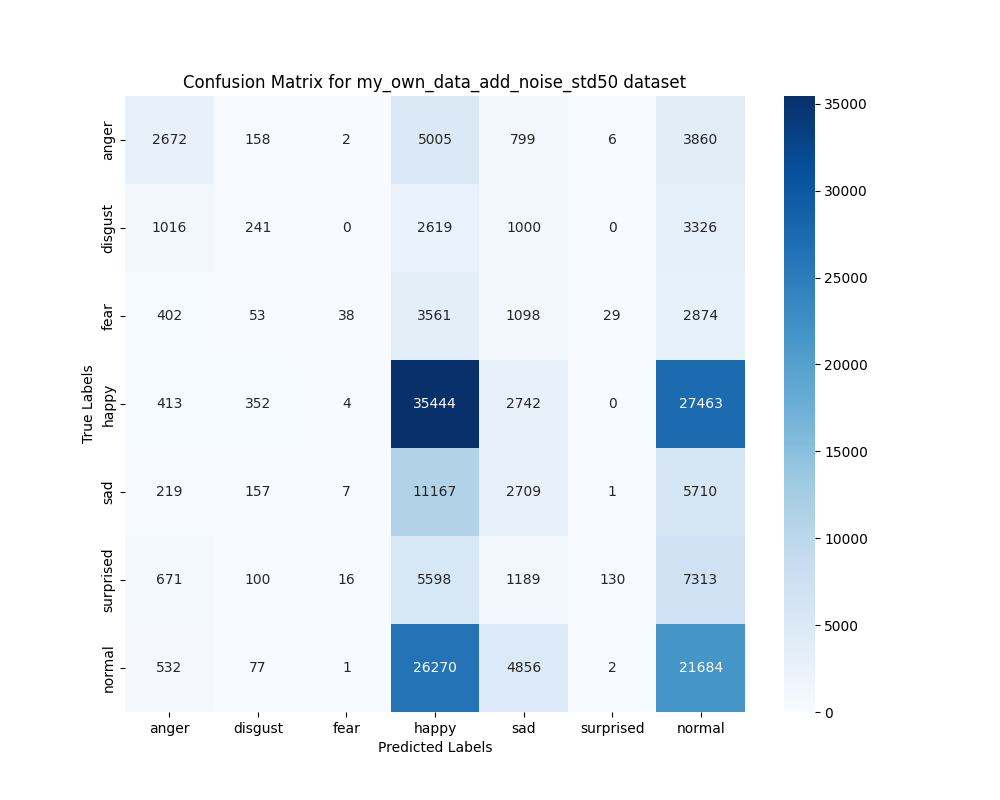 Confusion Matrix for my_own_data_add_noise_std50 dataset
anger 2672 158 2 5005 799 6 3860
disgust 1016 241 0 2619 1000 0 3326
fear 402 53 38 3561 1098 29 2874
happy 413 352 4 35444 2742 0 27463
sad 219 157 7 11167 2709 1 5710
surprised 671 100 16 5598 1189 130 7313
normal 532 77 1 26270 4856 2 21684
anger disgust fear happy sad surprised normal
Predicted Labels
True Labels
35000
30000
25000
20000
15000
10000
5000
0